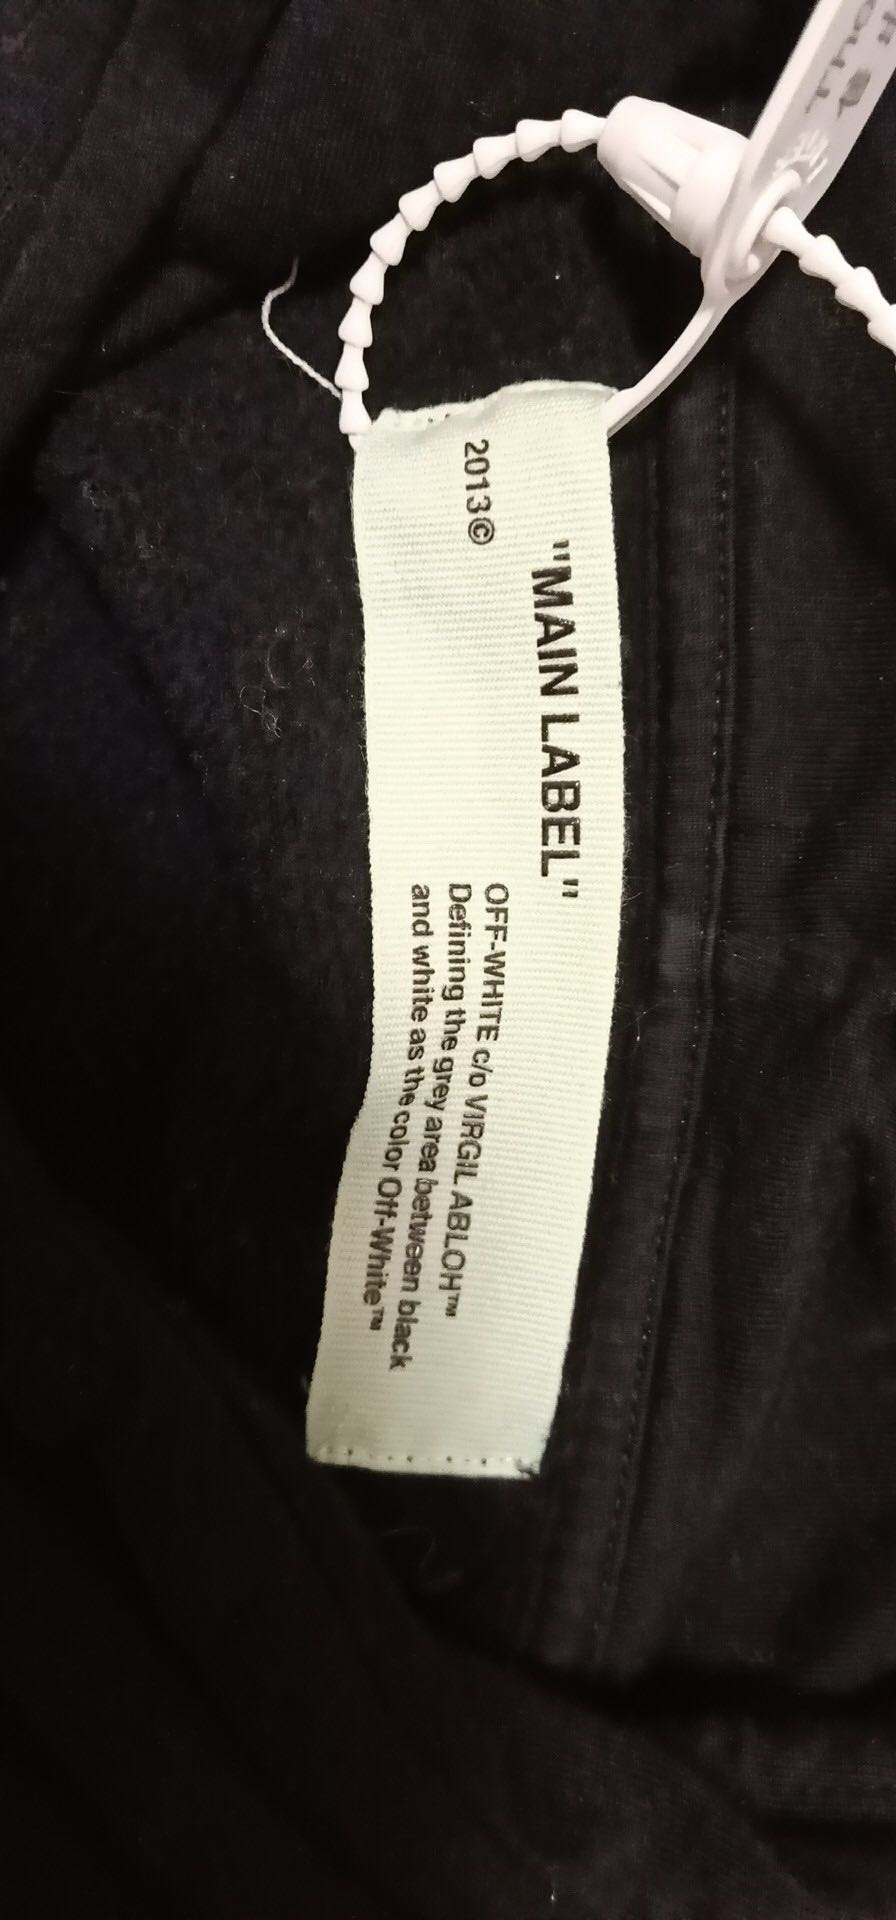 "MAIN LABEL"
2013©
OFF-WHITE c/o VIRGIL ABLOH™
Defining the grey area between black
and white as the color Off-White™